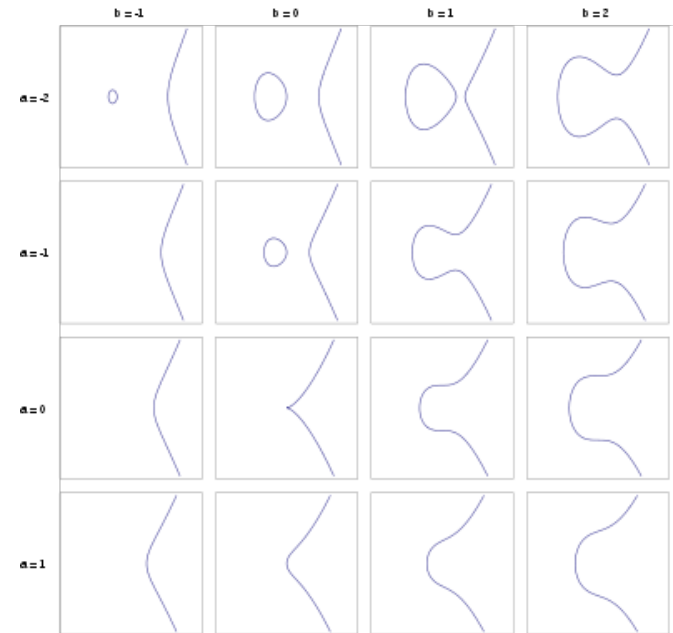 b = -1 b = 0 b = 1 b = 2
a = -2
a = -1
a = 0
a = 1